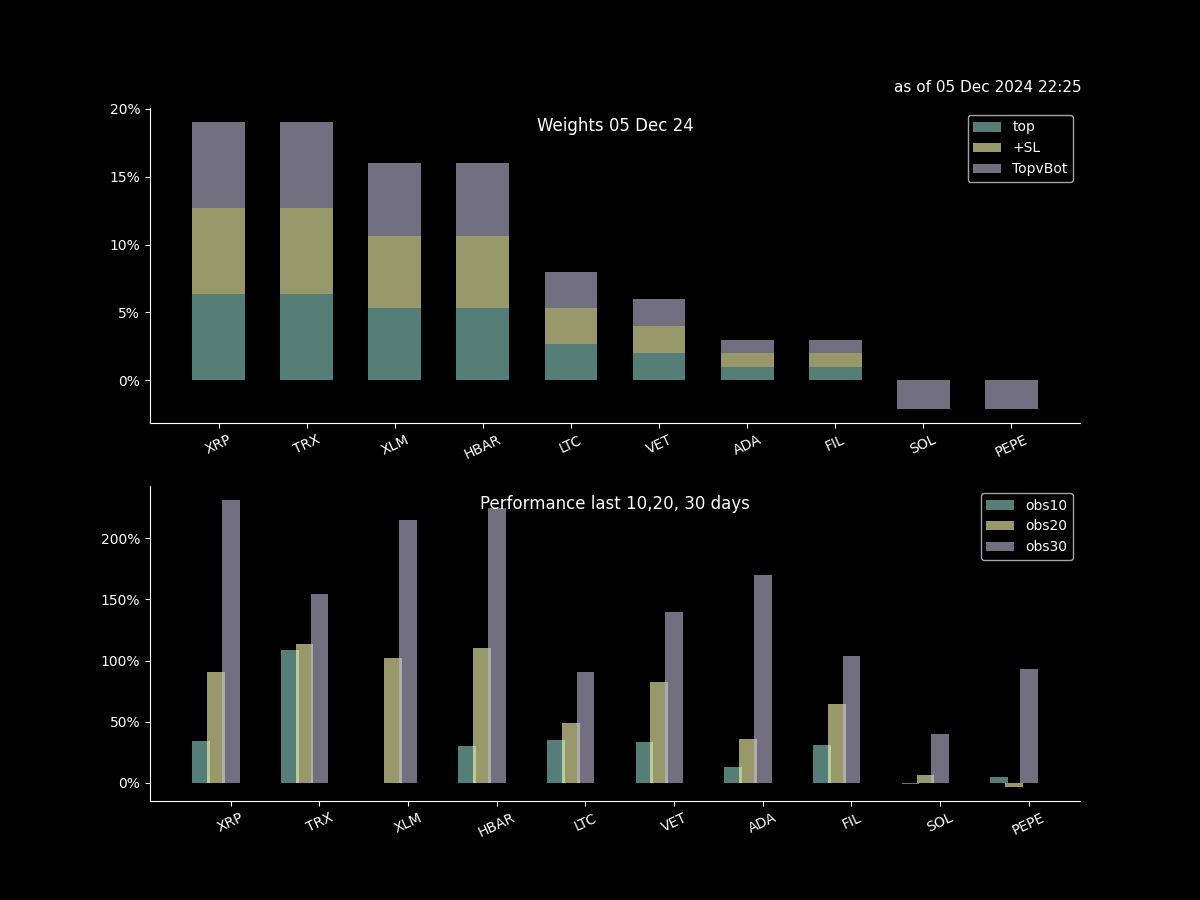 as of 05 Dec 2024 22:25
Weights 05 Dec 24
top
+SL
TopvBot
20%
15%
10%
5%
0%
XRP TRX XLM HBAR LTC VET ADA FIL SOL PEPE
Performance last 10,20, 30 days
obs10
obs20
obs30
200%
150%
100%
50%
0%
XRP TRX XLM HBAR LTC VET ADA FIL SOL PEPE